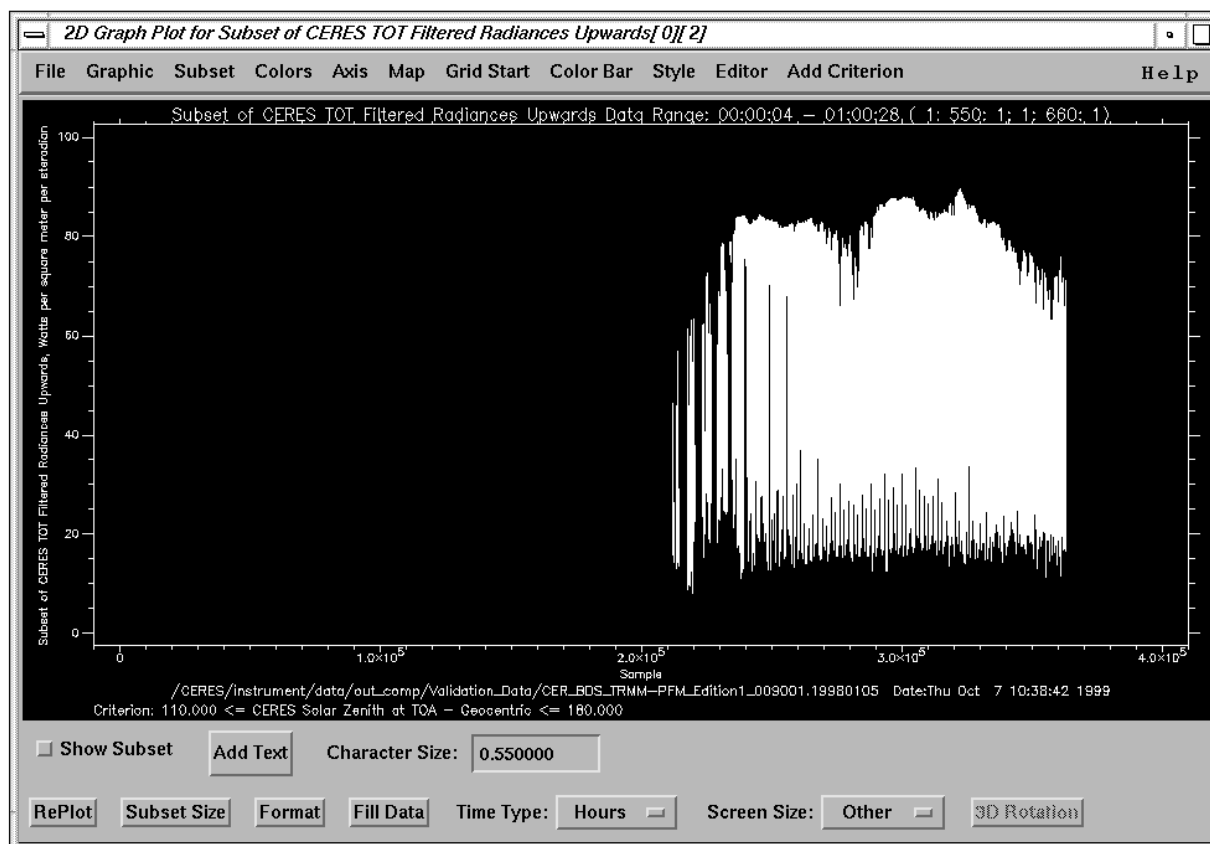 2D Graph Plot for Subset of CERES TOT Filtered Radiances Upwards[ 0][ 2]
File Graphic Subset Colors Axis Map Grid Start Color Bar Style Editor Add Criterion Help
Subset of CERES TOT Filtered Radiances Upwards Data Range: 00:00:04 – 01:00:28, ( 1: 550: 1; 1: 660: 1)
Subset of CERES TOT Filtered Radiances Upwards, Watts per square meter per steradian
100
80
60
40
20
0
0 1.0×10⁵ 2.0×10⁵ 3.0×10⁵ 4.0×10⁵
Sample
/CERES/instrument/data/out_comp/Validation_Data/CER_BDS_TRMM–PFM_Edition1_009001.19980105 Date:Thu Oct 7 10:38:42 1999
Criterion: 110.000 <= CERES Solar Zenith at TOA – Geocentric <= 180.000
Show Subset Add Text Character Size: 0.550000
RePlot Subset Size Format Fill Data Time Type: Hours Screen Size: Other 3D Rotation